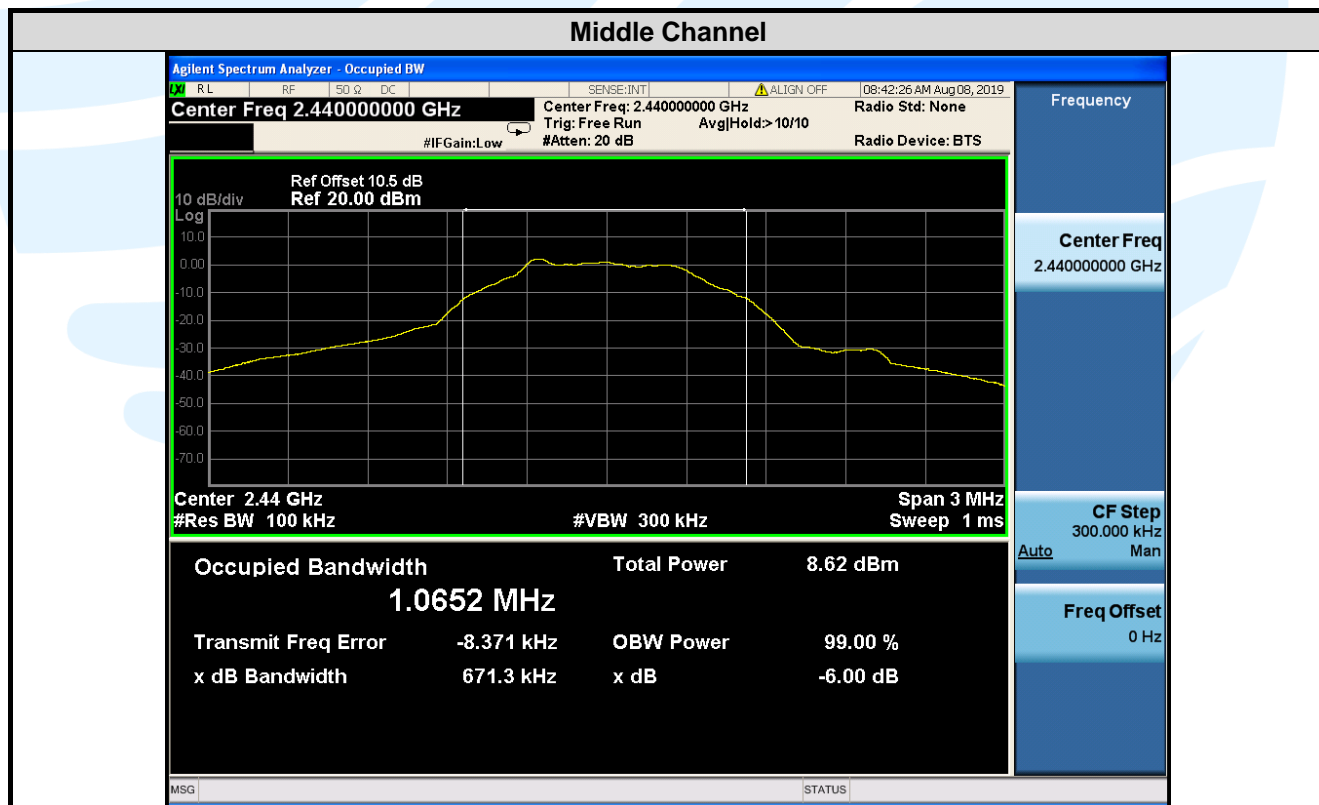 Middle Channel
Agilent Spectrum Analyzer - Occupied BW
LXI RL RF 50 Ω DC SENSE:INT ALIGN OFF 08:42:26 AM Aug 08, 2019
Center Freq 2.440000000 GHz
#IFGain:Low
Center Freq: 2.440000000 GHz
Trig: Free Run Avg|Hold:>10/10
#Atten: 20 dB
Radio Std: None
Radio Device: BTS
Ref Offset 10.5 dB
10 dB/div Ref 20.00 dBm
Log
10.0
0.00
-10.0
-20.0
-30.0
-40.0
-50.0
-60.0
-70.0
Center 2.44 GHz Span 3 MHz
#Res BW 100 kHz #VBW 300 kHz Sweep 1 ms
Occupied Bandwidth Total Power 8.62 dBm
1.0652 MHz
Transmit Freq Error -8.371 kHz OBW Power 99.00 %
x dB Bandwidth 671.3 kHz x dB -6.00 dB
Frequency
Center Freq
2.440000000 GHz
CF Step
300.000 kHz
Auto Man
Freq Offset
0 Hz
MSG STATUS